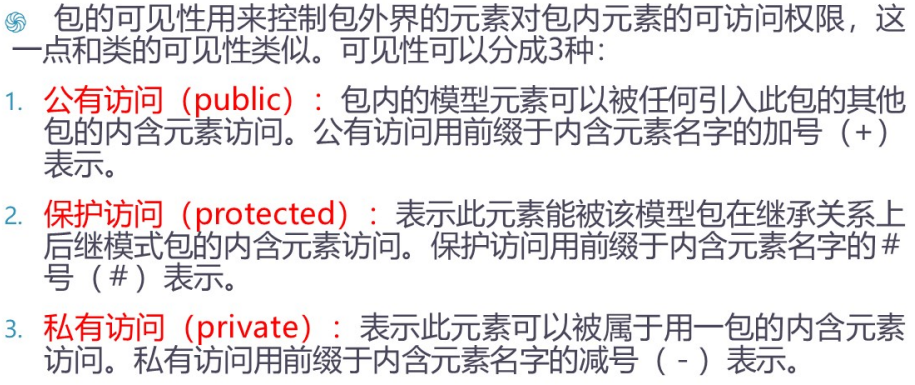 包的可见性用来控制包外界的元素对包内元素的可访问权限，这
一点和类的可见性类似。可见性可以分成3种：
1. 公有访问（public）：包内的模型元素可以被任何引入此包的其他
包的内含元素访问。公有访问用前缀于内含元素名字的加号（+）
表示。
2. 保护访问（protected）：表示此元素能被该模型包在继承关系上
后继模式包的内含元素访问。保护访问用前缀于内含元素名字的#
号（#）表示。
3. 私有访问（private）：表示此元素可以被属于用一包的内含元素
访问。私有访问用前缀于内含元素名字的减号（-）表示。